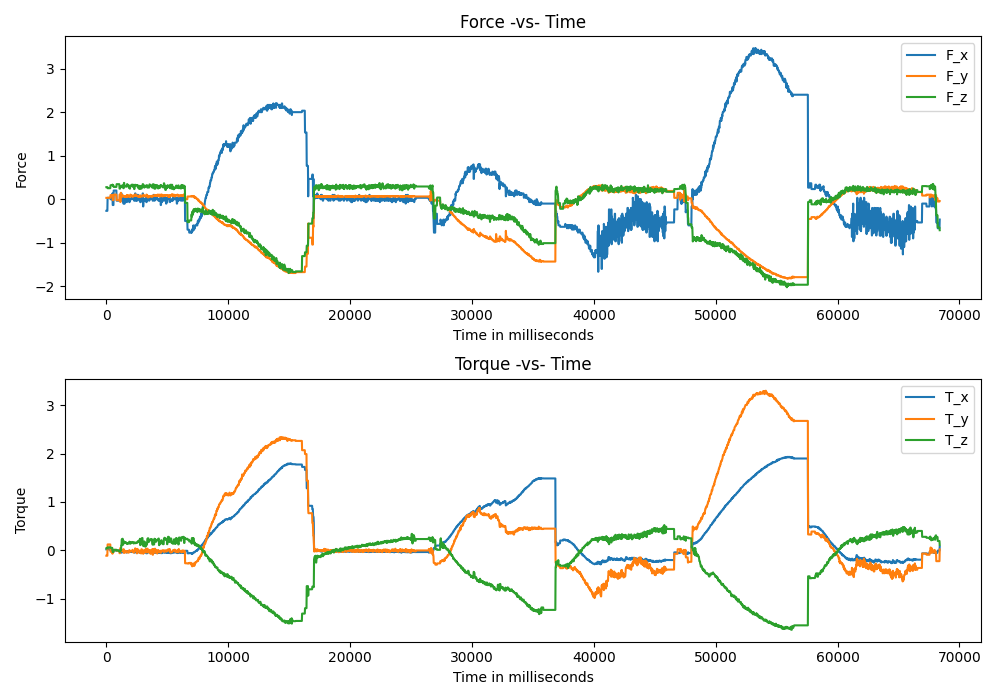 Force -vs- Time
F_x
F_y
F_z
Force
3
2
1
0
−1
−2
0 10000 20000 30000 40000 50000 60000 70000
Time in milliseconds
Torque -vs- Time
T_x
T_y
T_z
Torque
3
2
1
0
−1
0 10000 20000 30000 40000 50000 60000 70000
Time in milliseconds